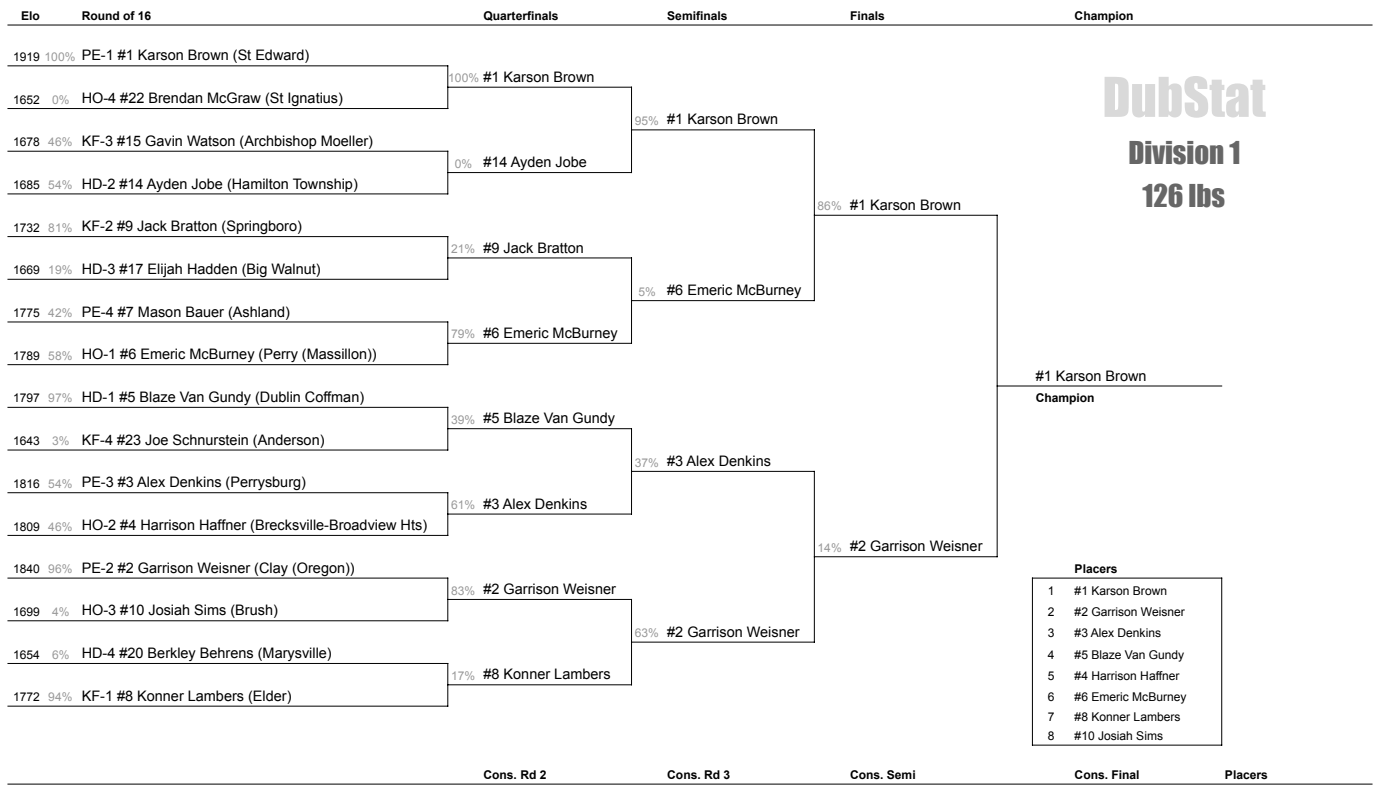 Elo Round of 16 Quarterfinals Semifinals Finals Champion
1919 100% PE-1 #1 Karson Brown (St Edward)
100% #1 Karson Brown
1652 0% HO-4 #22 Brendan McGraw (St Ignatius)
95% #1 Karson Brown
1678 46% KF-3 #15 Gavin Watson (Archbishop Moeller)
0% #14 Ayden Jobe
1685 54% HD-2 #14 Ayden Jobe (Hamilton Township)
86% #1 Karson Brown
1732 81% KF-2 #9 Jack Bratton (Springboro)
21% #9 Jack Bratton
1669 19% HD-3 #17 Elijah Hadden (Big Walnut)
5% #6 Emeric McBurney
1775 42% PE-4 #7 Mason Bauer (Ashland)
79% #6 Emeric McBurney
1789 58% HO-1 #6 Emeric McBurney (Perry (Massillon))
#1 Karson Brown
Champion
1797 97% HD-1 #5 Blaze Van Gundy (Dublin Coffman)
39% #5 Blaze Van Gundy
1643 3% KF-4 #23 Joe Schnurstein (Anderson)
37% #3 Alex Denkins
1816 54% PE-3 #3 Alex Denkins (Perrysburg)
61% #3 Alex Denkins
1809 46% HO-2 #4 Harrison Haffner (Brecksville-Broadview Hts)
14% #2 Garrison Weisner
1840 96% PE-2 #2 Garrison Weisner (Clay (Oregon))
83% #2 Garrison Weisner
1699 4% HO-3 #10 Josiah Sims (Brush)
63% #2 Garrison Weisner
1654 6% HD-4 #20 Berkley Behrens (Marysville)
17% #8 Konner Lambers
1772 94% KF-1 #8 Konner Lambers (Elder)
DubStat
Division 1
126 lbs
Placers
1 #1 Karson Brown
2 #2 Garrison Weisner
3 #3 Alex Denkins
4 #5 Blaze Van Gundy
5 #4 Harrison Haffner
6 #6 Emeric McBurney
7 #8 Konner Lambers
8 #10 Josiah Sims
Cons. Rd 2 Cons. Rd 3 Cons. Semi Cons. Final Placers